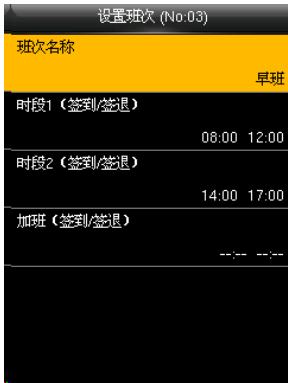 设置班次 (No:03)
班次名称
早班
时段1（签到/签退）
08:00 12:00
时段2（签到/签退）
14:00 17:00
加班（签到/签退）
--:-- --:--